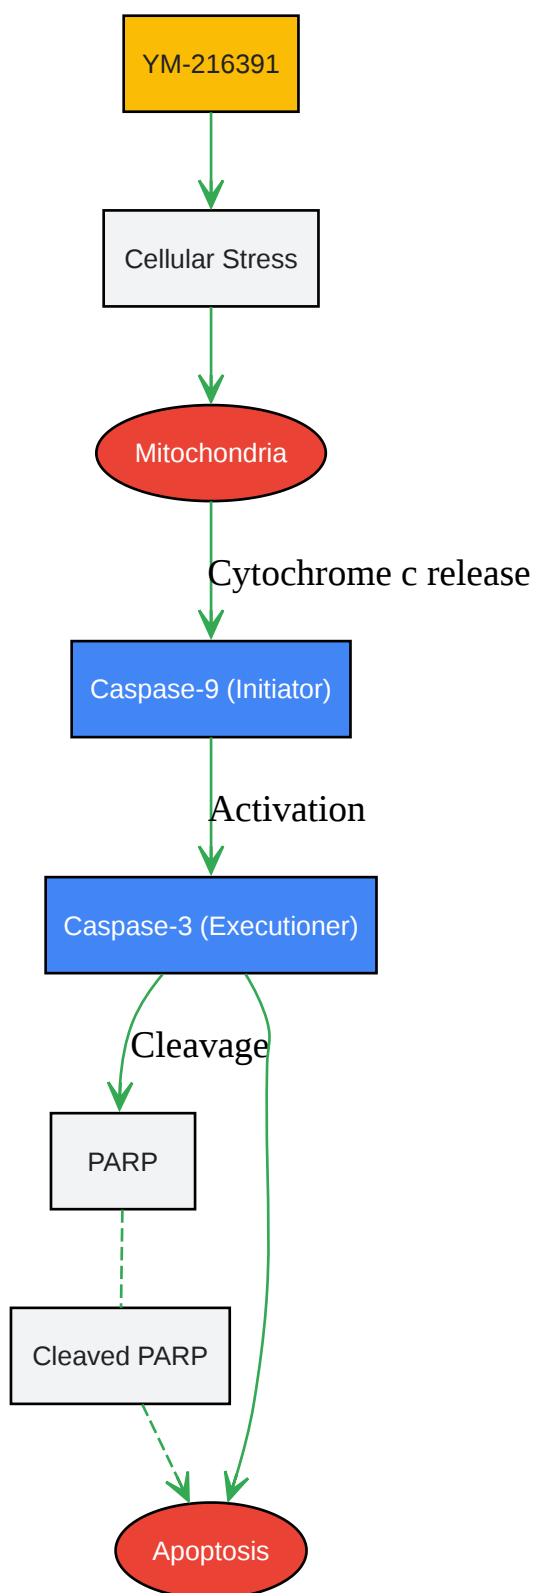 YM-216391
Cellular Stress
Mitochondria
Cytochrome c release
Caspase-9 (Initiator)
Activation
Caspase-3 (Executioner)
Cleavage
PARP
Cleaved PARP
Apoptosis